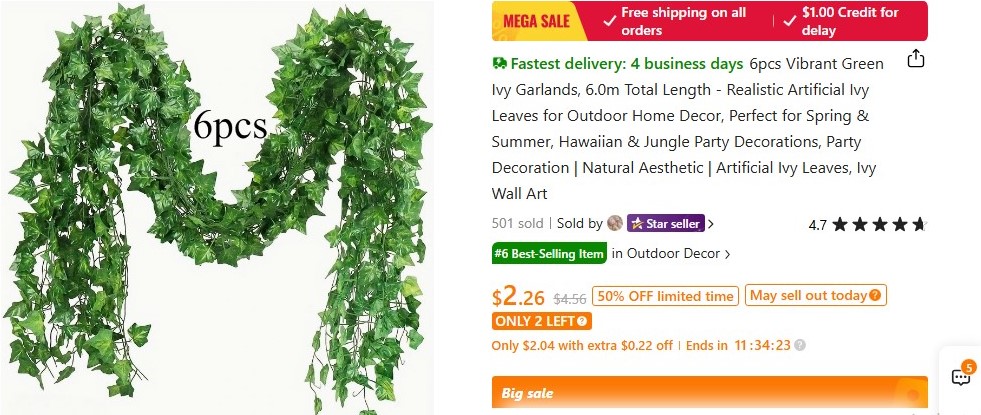 6pcs
MEGA SALE
Free shipping on all
orders
$1.00 Credit for
delay
Fastest delivery: 4 business days 6pcs Vibrant Green
Ivy Garlands, 6.0m Total Length - Realistic Artificial Ivy
Leaves for Outdoor Home Decor, Perfect for Spring &
Summer, Hawaiian & Jungle Party Decorations, Party
Decoration | Natural Aesthetic | Artificial Ivy Leaves, Ivy
Wall Art
501 sold | Sold by Star seller > 4.7
#6 Best-Selling Item in Outdoor Decor >
$2.26 $4.56 50% OFF limited time May sell out today?
ONLY 2 LEFT?
Only $2.04 with extra $0.22 off | Ends in 11:34:23 ?
5
Big sale